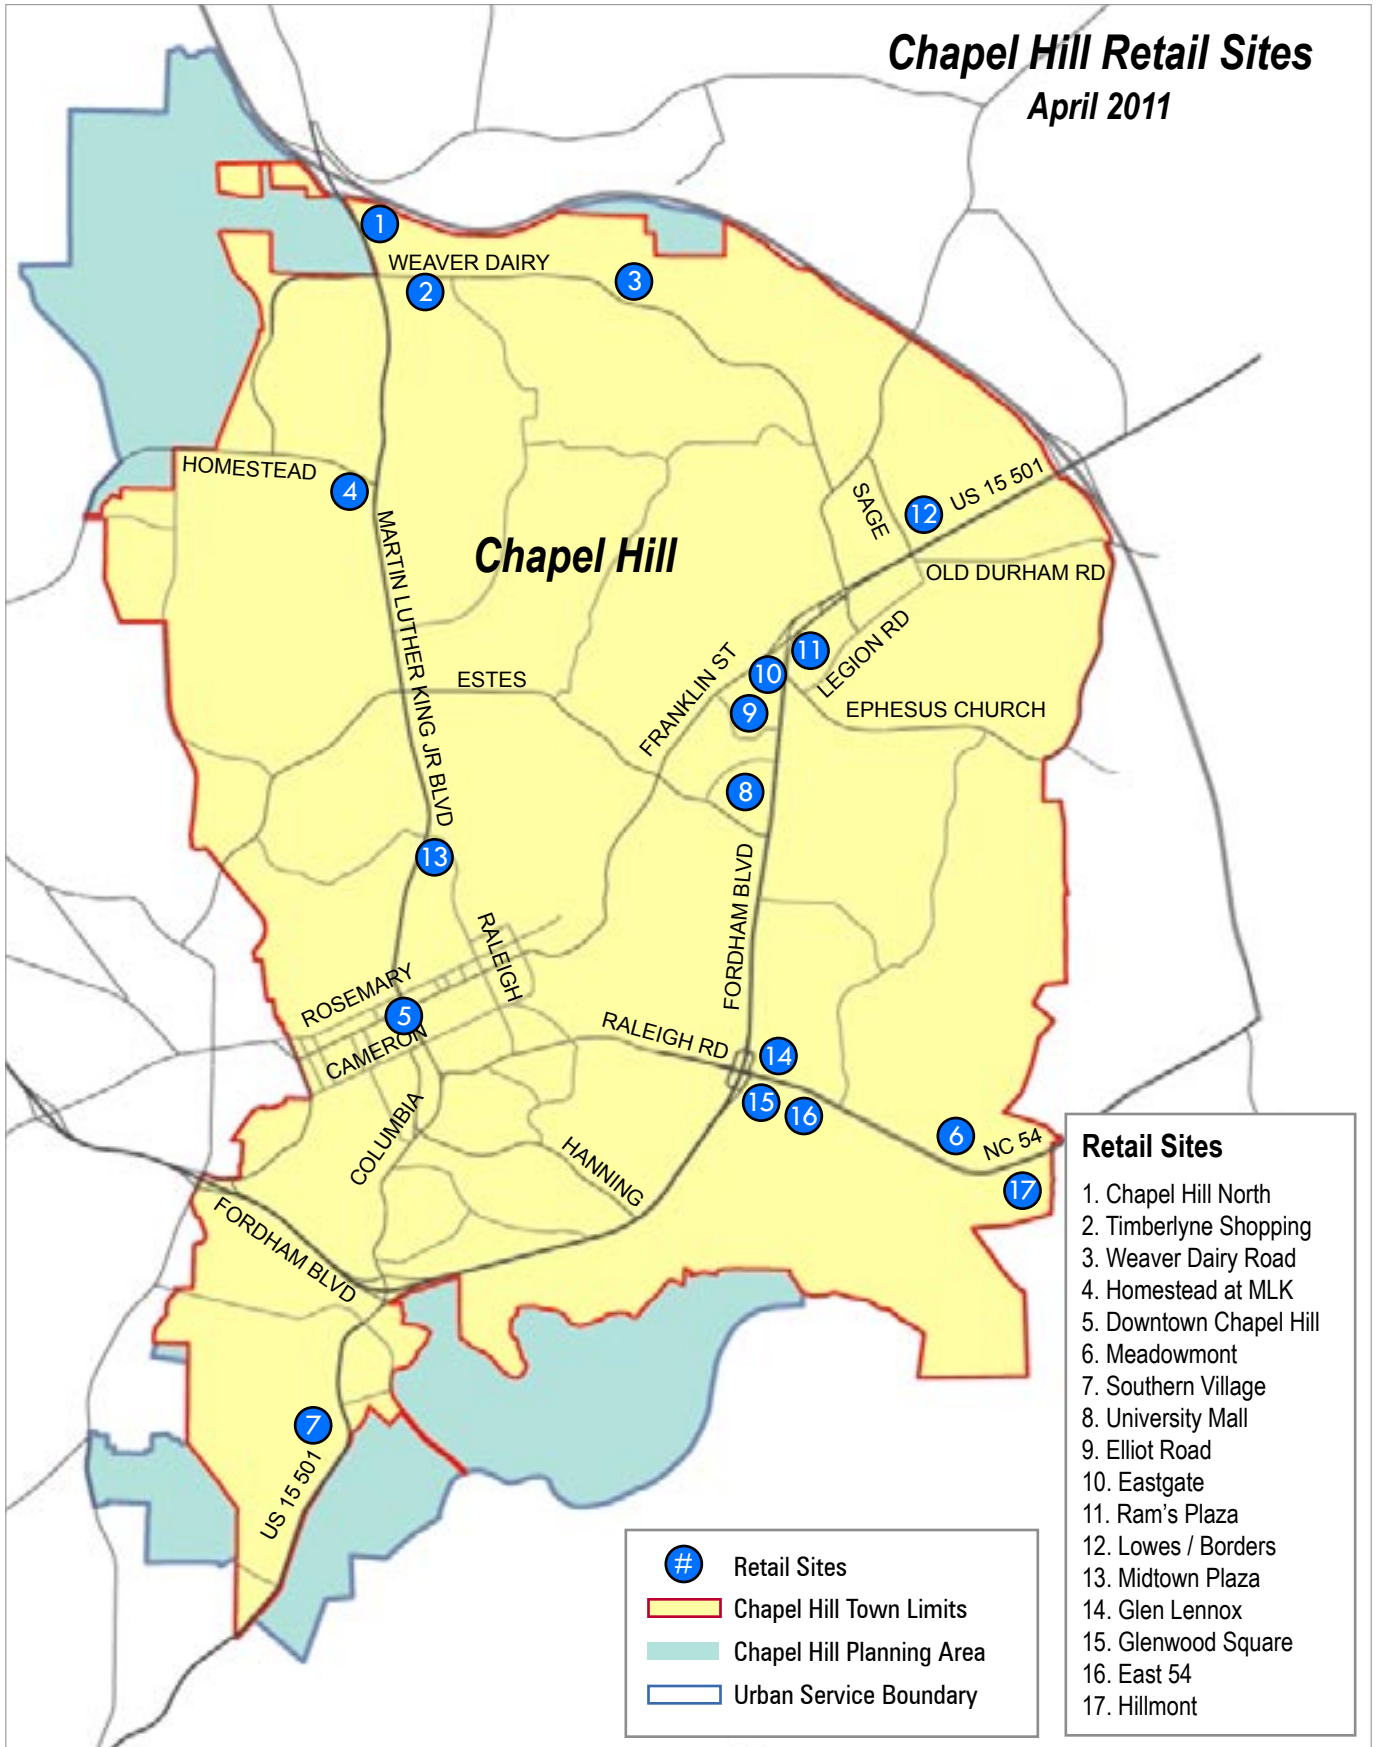 Chapel Hill Retail Sites
April 2011
1
WEAVER DAIRY
2
3
HOMESTEAD
4
MARTIN LUTHER KING JR BLVD
Chapel Hill
SAGE
12
US 15 501
OLD DURHAM RD
LEGION RD
11
10
FRANKLIN ST
9
EPHESUS CHURCH
ESTES
8
13
FORDHAM BLVD
RALEIGH
ROSEMARY
5
CAMERON
RALEIGH RD
14
15
16
COLUMBIA
HANNING
6
NC 54
17
FORDHAM BLVD
7
US 15 501
Retail Sites
1. Chapel Hill North
2. Timberlyne Shopping
3. Weaver Dairy Road
4. Homestead at MLK
5. Downtown Chapel Hill
6. Meadowmont
7. Southern Village
8. University Mall
9. Elliot Road
10. Eastgate
11. Ram's Plaza
12. Lowes / Borders
13. Midtown Plaza
14. Glen Lennox
15. Glenwood Square
16. East 54
17. Hillmont
# Retail Sites
Chapel Hill Town Limits
Chapel Hill Planning Area
Urban Service Boundary